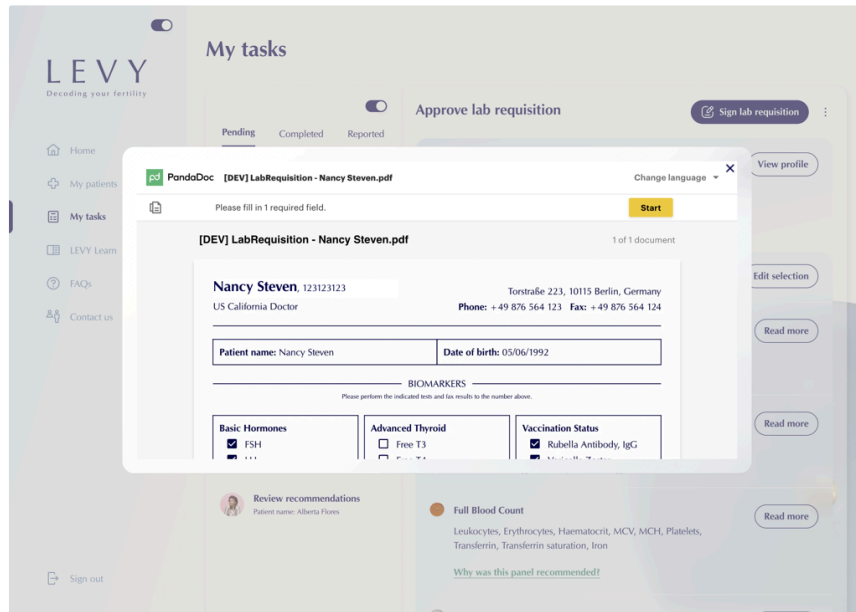 LEVY
Decoding your fertility
Home
My patients
My tasks
LEVY Learn
FAQs
Contact us
Sign out
My tasks
Pending Completed Reported
Approve lab requisition
Sign lab requisition
View profile
Edit selection
Read more
Read more
pd PandaDoc [DEV] LabRequisition - Nancy Steven.pdf
Change language
Please fill in 1 required field.
Start
[DEV] LabRequisition - Nancy Steven.pdf
1 of 1 document
Nancy Steven, 123123123
US California Doctor
Torstraße 223, 10115 Berlin, Germany
Phone: +49 876 564 123 Fax: +49 876 564 124
Patient name: Nancy Steven
Date of birth: 05/06/1992
BIOMARKERS
Please perform the indicated tests and fax results to the number above.
Basic Hormones
FSH
Advanced Thyroid
Free T3
Vaccination Status
Rubella Antibody, IgG
Review recommendations
Patient name: Alberta Flores
Full Blood Count
Leukocytes, Erythrocytes, Haematocrit, MCV, MCH, Platelets,
Transferrin, Transferrin saturation, Iron
Why was this panel recommended?
Read more